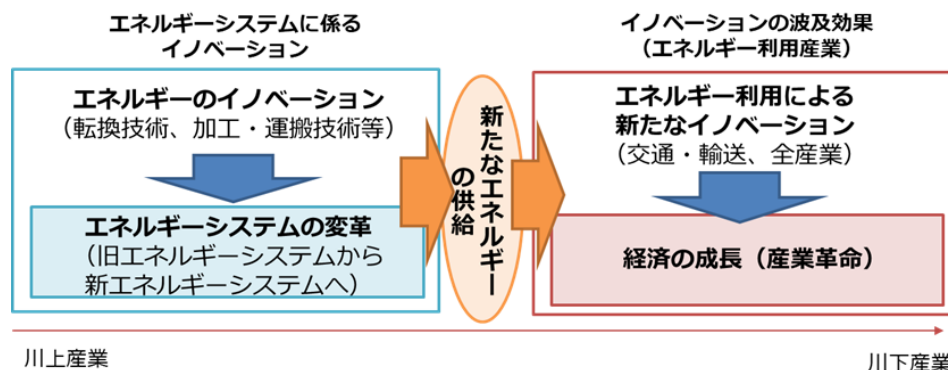 エネルギーシステムに係る
イノベーション
エネルギーのイノベーション
（転換技術、加工・運搬技術等）
エネルギーシステムの変革
（旧エネルギーシステムから
新エネルギーシステムへ）
新たなエネルギー
の供給
イノベーションの波及効果
（エネルギー利用産業）
エネルギー利用による
新たなイノベーション
（交通・輸送、全産業）
経済の成長（産業革命）
川上産業
川下産業